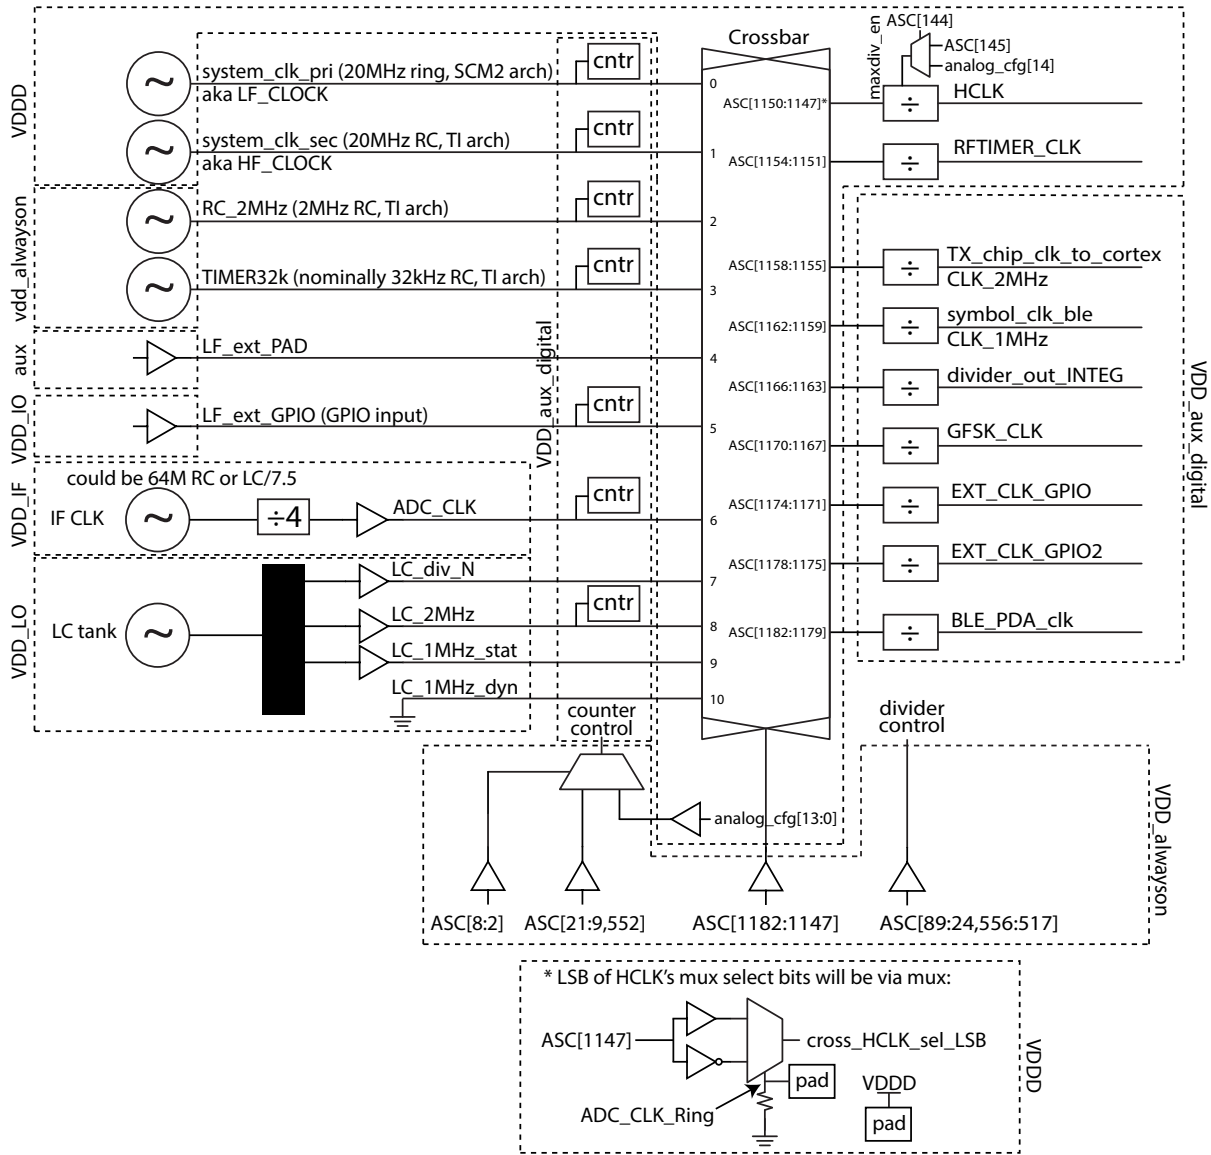 VDDD
system_clk_pri (20MHz ring, SCM2 arch)
aka LF_CLOCK
cntr
system_clk_sec (20MHz RC, TI arch)
aka HF_CLOCK
cntr
vdd_alwayson
RC_2MHz (2MHz RC, TI arch)
cntr
TIMER32k (nominally 32kHz RC, TI arch)
cntr
aux
LF_ext_PAD
VDD_IO
LF_ext_GPIO (GPIO input)
cntr
VDD_aux_digital
VDD_IF
could be 64M RC or LC/7.5
IF CLK
÷4
ADC_CLK
cntr
VDD_LO
LC tank
LC_div_N
LC_2MHz
cntr
LC_1MHz_stat
LC_1MHz_dyn
Crossbar
0
1
2
3
4
5
6
7
8
9
10
ASC[1150:1147]*
ASC[1154:1151]
ASC[1158:1155]
ASC[1162:1159]
ASC[1166:1163]
ASC[1170:1167]
ASC[1174:1171]
ASC[1178:1175]
ASC[1182:1179]
maxdiv_en
ASC[144]
ASC[145]
analog_cfg[14]
÷
HCLK
÷
RFTIMER_CLK
÷
TX_chip_clk_to_cortex
CLK_2MHz
÷
symbol_clk_ble
CLK_1MHz
÷
divider_out_INTEG
÷
GFSK_CLK
÷
EXT_CLK_GPIO
÷
EXT_CLK_GPIO2
÷
BLE_PDA_clk
VDD_aux_digital
counter
control
divider
control
analog_cfg[13:0]
VDD_alwayson
ASC[8:2]
ASC[21:9,552]
ASC[1182:1147]
ASC[89:24,556:517]
* LSB of HCLK's mux select bits will be via mux:
ASC[1147]
cross_HCLK_sel_LSB
pad
ADC_CLK_Ring
VDDD
pad
VDDD